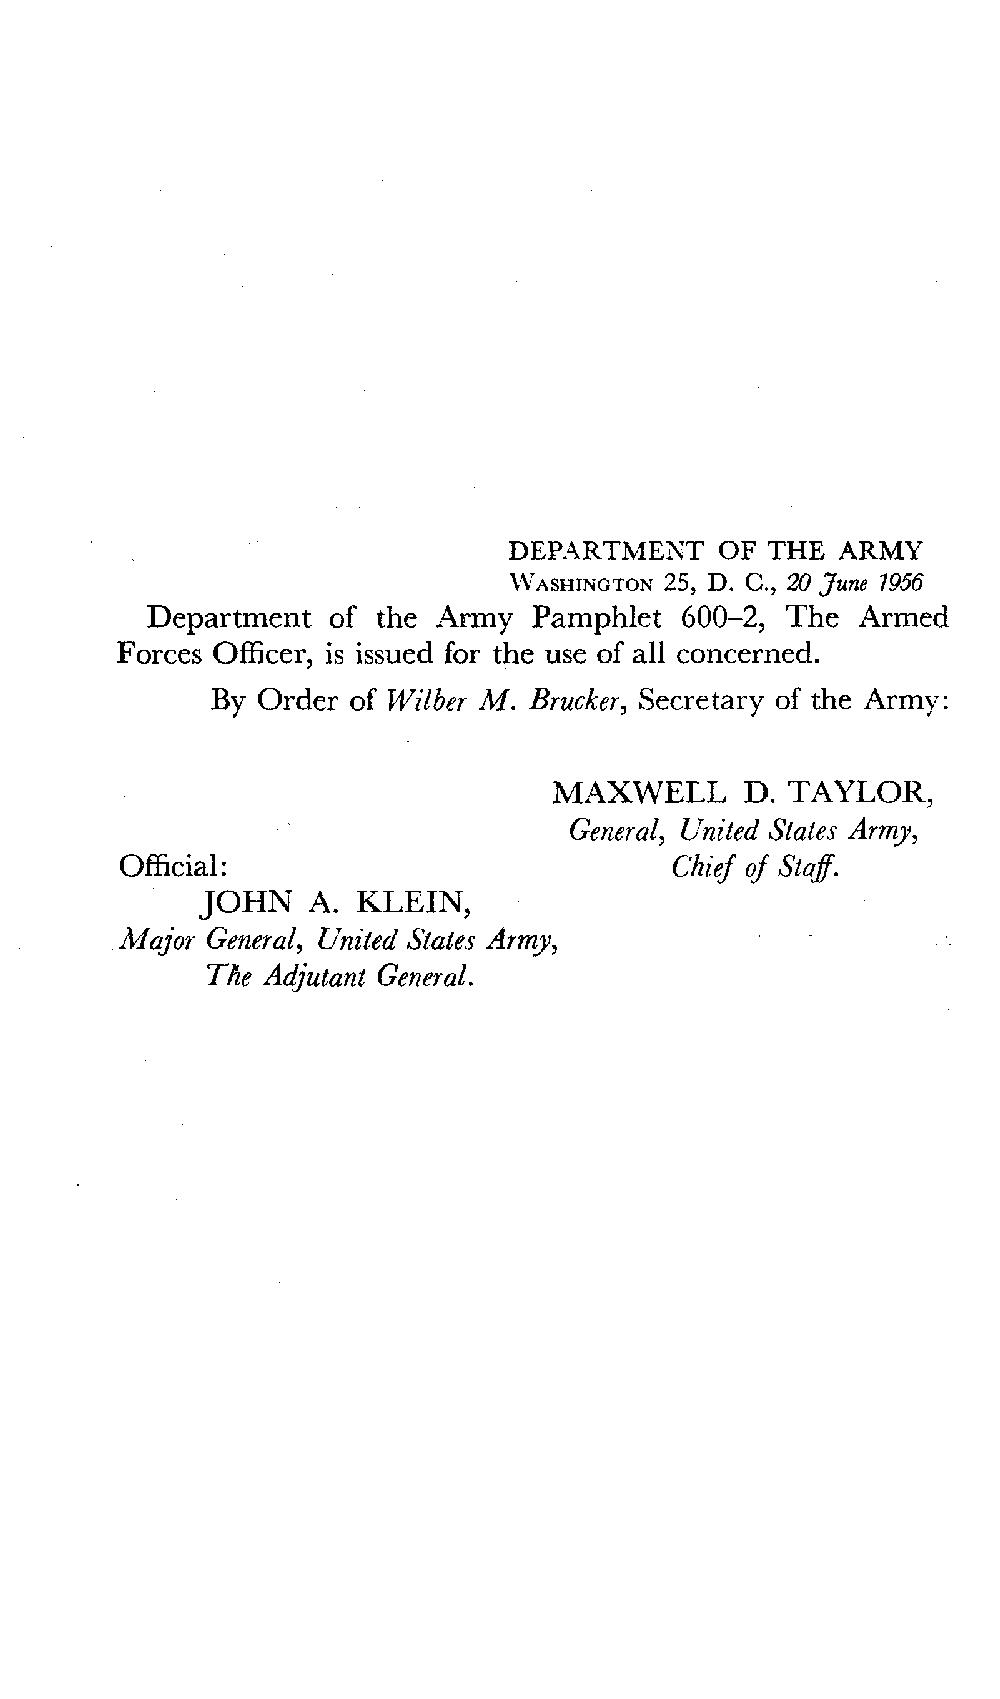 DEPARTMENT OF THE ARMY
WASHINGTON 25, D. C., 20 June 1956
Department of the Army Pamphlet 600–2, The Armed
Forces Officer, is issued for the use of all concerned.
By Order of Wilber M. Brucker, Secretary of the Army:
MAXWELL D. TAYLOR,
General, United States Army,
Chief of Staff.
Official:
JOHN A. KLEIN,
Major General, United States Army,
The Adjutant General.